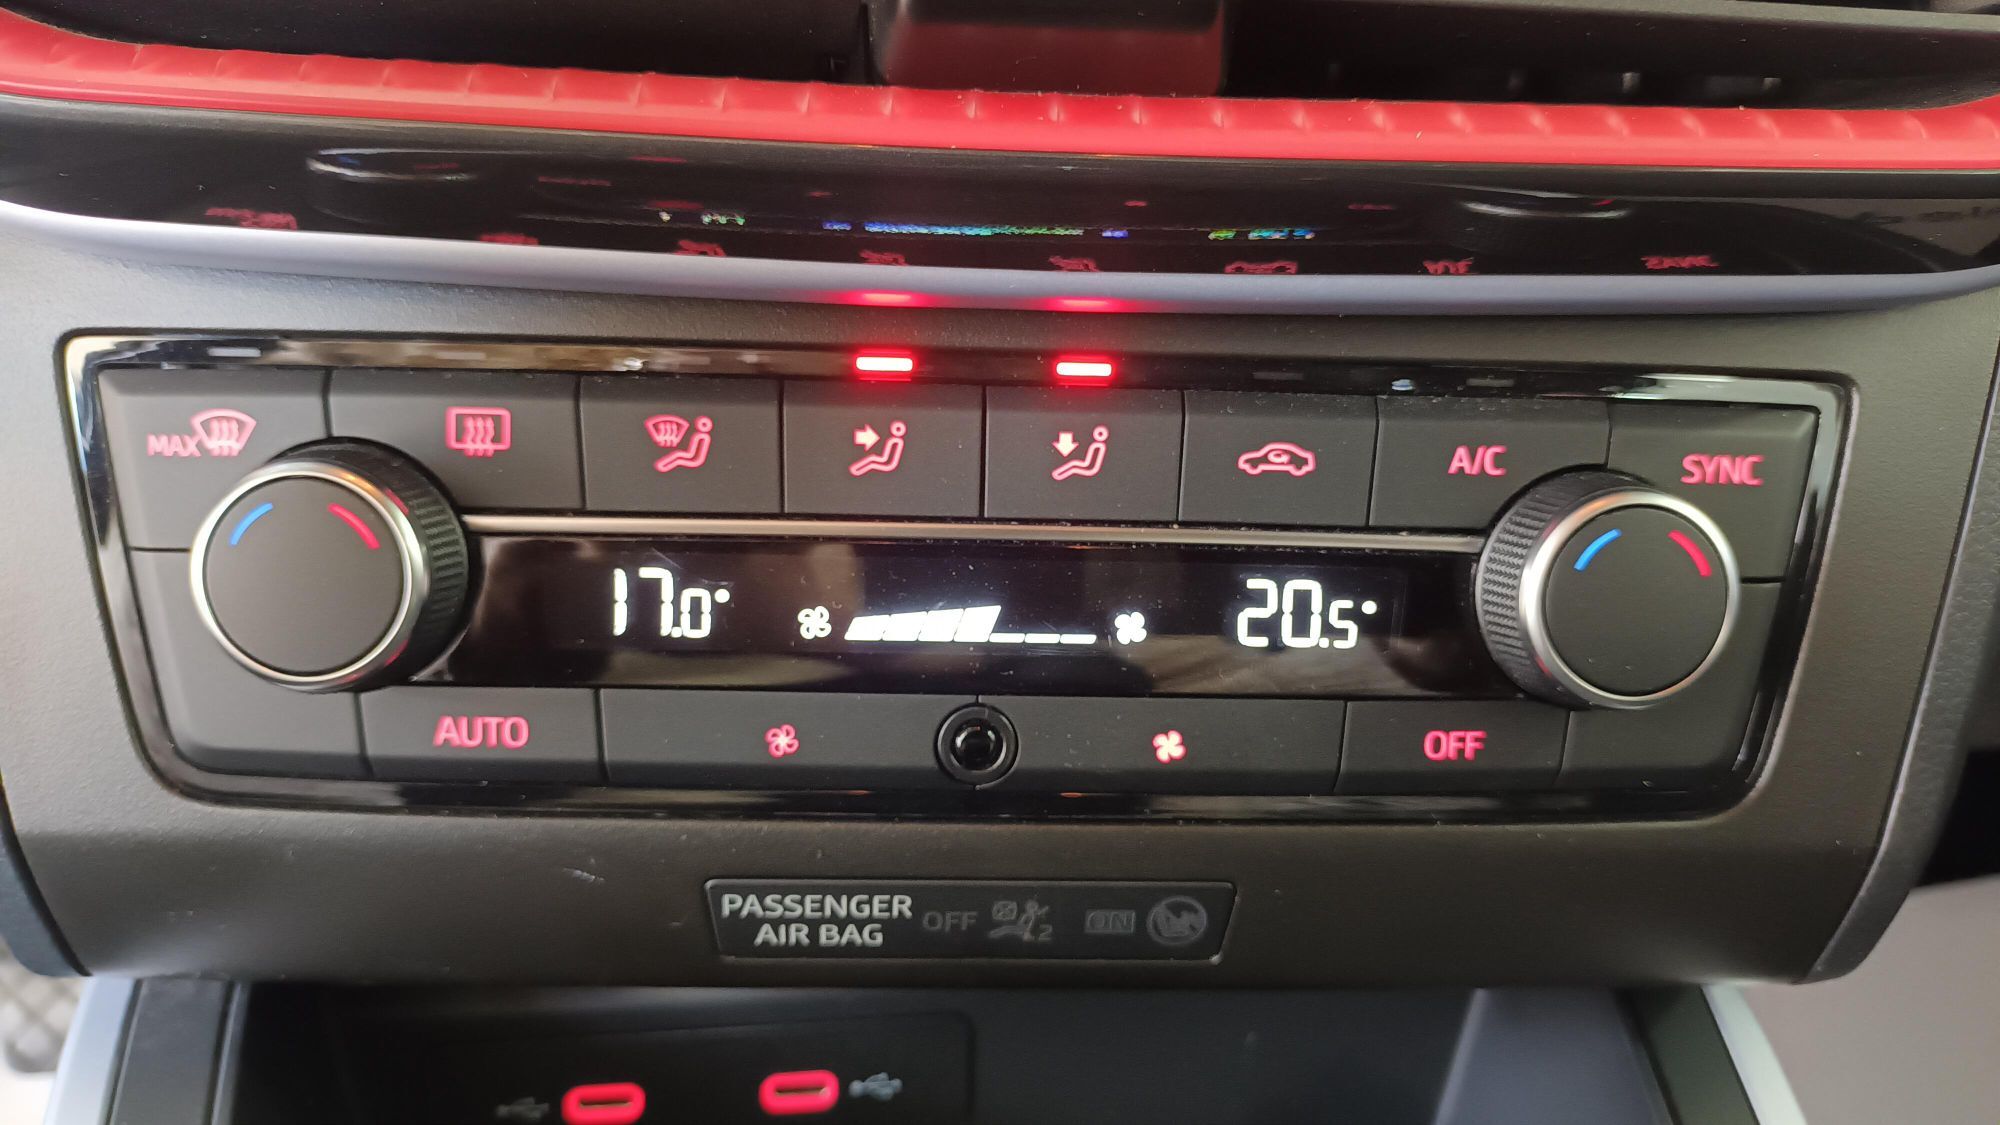 MAX
A/C
SYNC
17.0°
20.5°
AUTO
OFF
PASSENGER
AIR BAG
OFF
ON